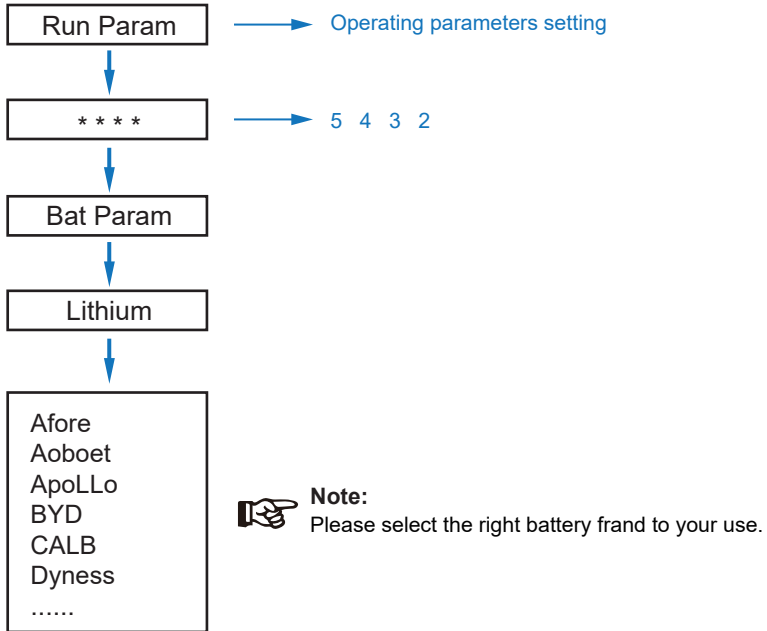 Run Param
Operating parameters setting
* * * *
5 4 3 2
Bat Param
Lithium
Afore
Aoboet
ApoLLo
BYD
CALB
Dyness
......
Note:
Please select the right battery frand to your use.